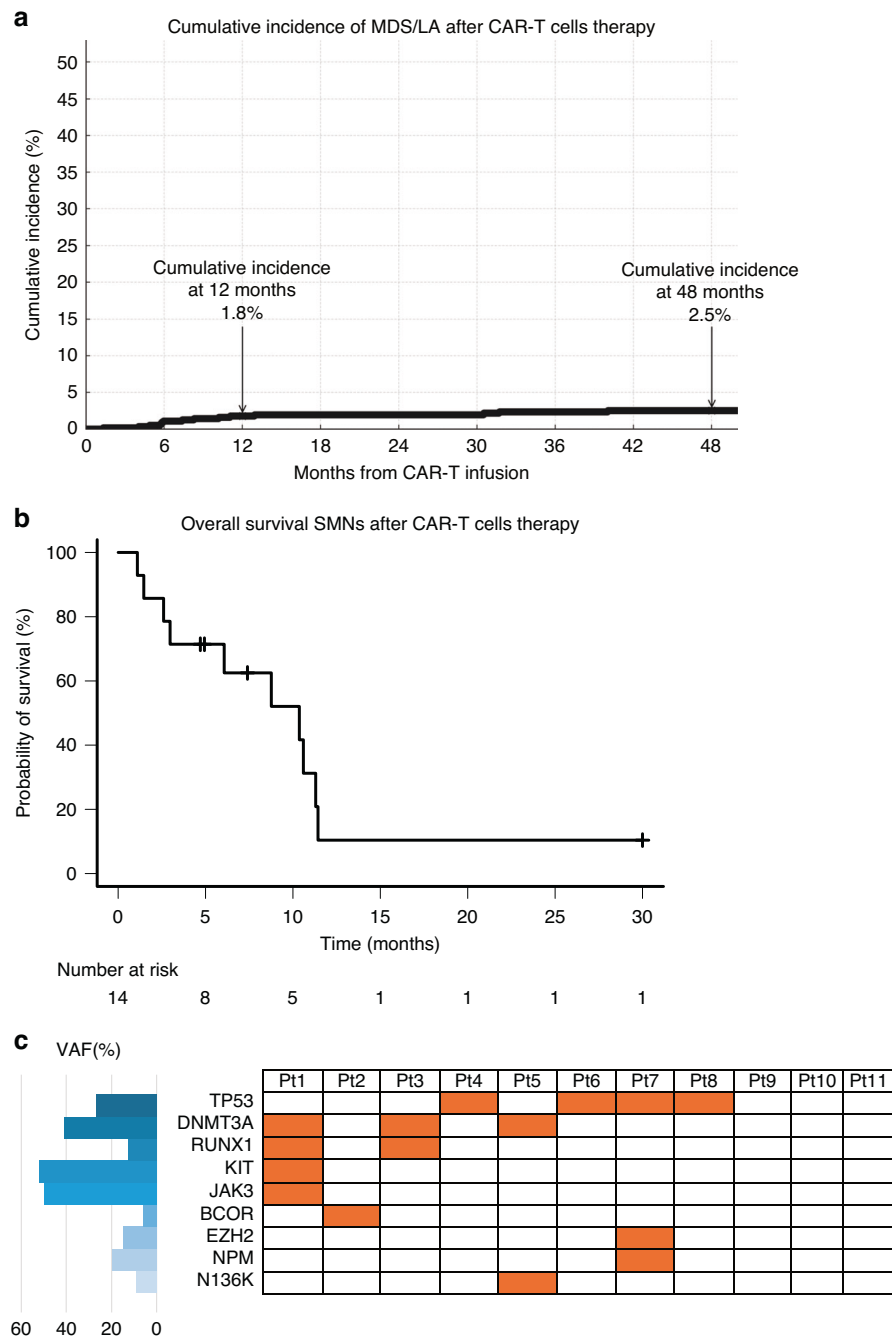 a
Cumulative incidence of MDS/LA after CAR-T cells therapy
Cumulative incidence (%)
50
45
40
35
30
25
20
15
10
5
0
Cumulative incidence
at 12 months
1.8%
Cumulative incidence
at 48 months
2.5%
0 6 12 18 24 30 36 42 48
Months from CAR-T infusion
b
Overall survival SMNs after CAR-T cells therapy
Probability of survival (%)
100
80
60
40
20
0
0 5 10 15 20 25 30
Time (months)
Number at risk
14 8 5 1 1 1 1
c
VAF(%)
Pt1 Pt2 Pt3 Pt4 Pt5 Pt6 Pt7 Pt8 Pt9 Pt10 Pt11
TP53
DNMT3A
RUNX1
KIT
JAK3
BCOR
EZH2
NPM
N136K
60 40 20 0